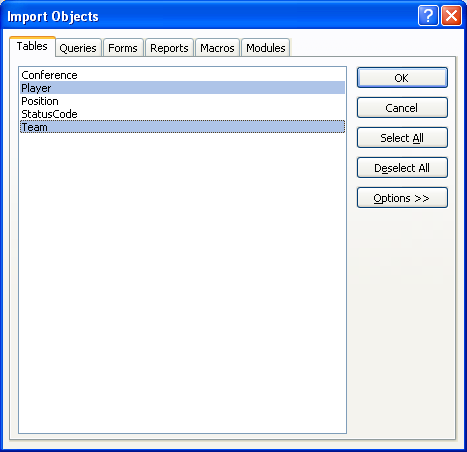 Import Objects
?
Tables Queries Forms Reports Macros Modules
Conference
Player
Position
StatusCode
Team
OK
Cancel
Select All
Deselect All
Options >>